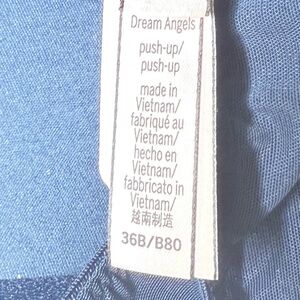 Dream Angels
push-up/
push-up
made in
Vietnam/
fabriqué au
Vietnam/
hecho en
Vietnam/
fabbricato in
Vietnam/
越南制造
36B/B80